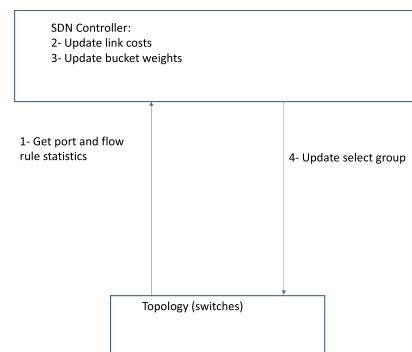 SDN Controller:
2- Update link costs
3- Update bucket weights
1- Get port and flow
rule statistics
4- Update select group
Topology (switches)